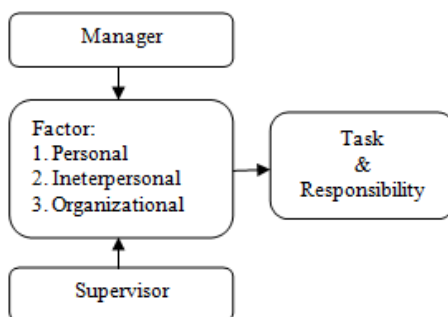 Manager
Factor:
1. Personal
2. Ineterpersonal
3. Organizational
Task
&
Responsibility
Supervisor